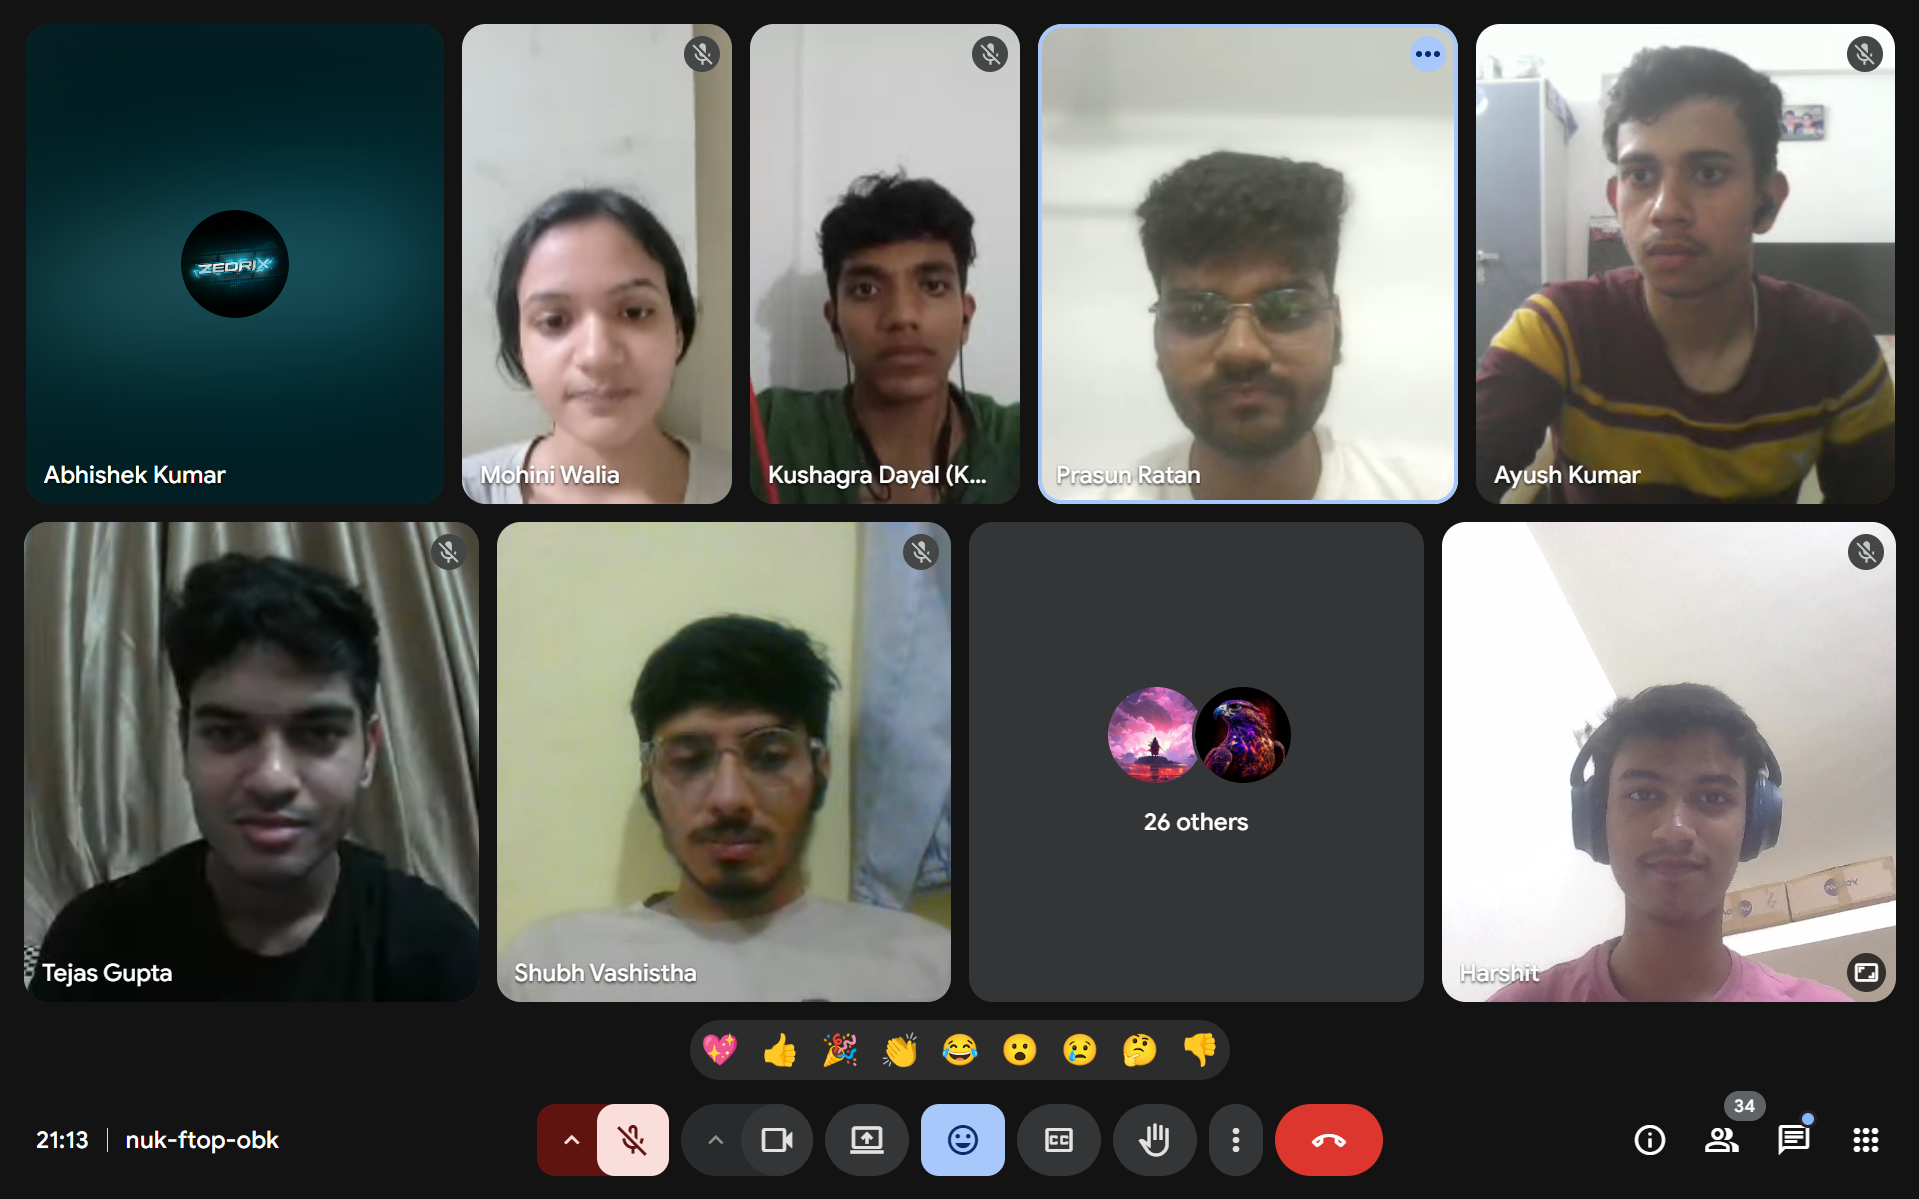 ZEDRIX
Abhishek Kumar
Mohini Walia
Kushagra Dayal (K...
Prasun Ratan
Ayush Kumar
Tejas Gupta
Shubh Vashistha
26 others
Harshit
21:13
nuk-ftop-obk
CC
34